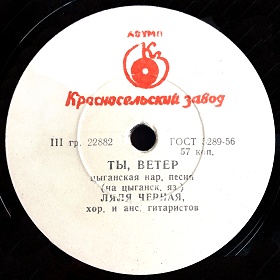 АПУМП
Красносельский завод
III гр. 22882 ГОСТ 5289-56
57 коп.
ТЫ, ВЕТЕР
цыганская нар. песня
(на цыганск. яз.)
ЛЯЛЯ ЧЕРНАЯ,
хор, и анс. гитаристов